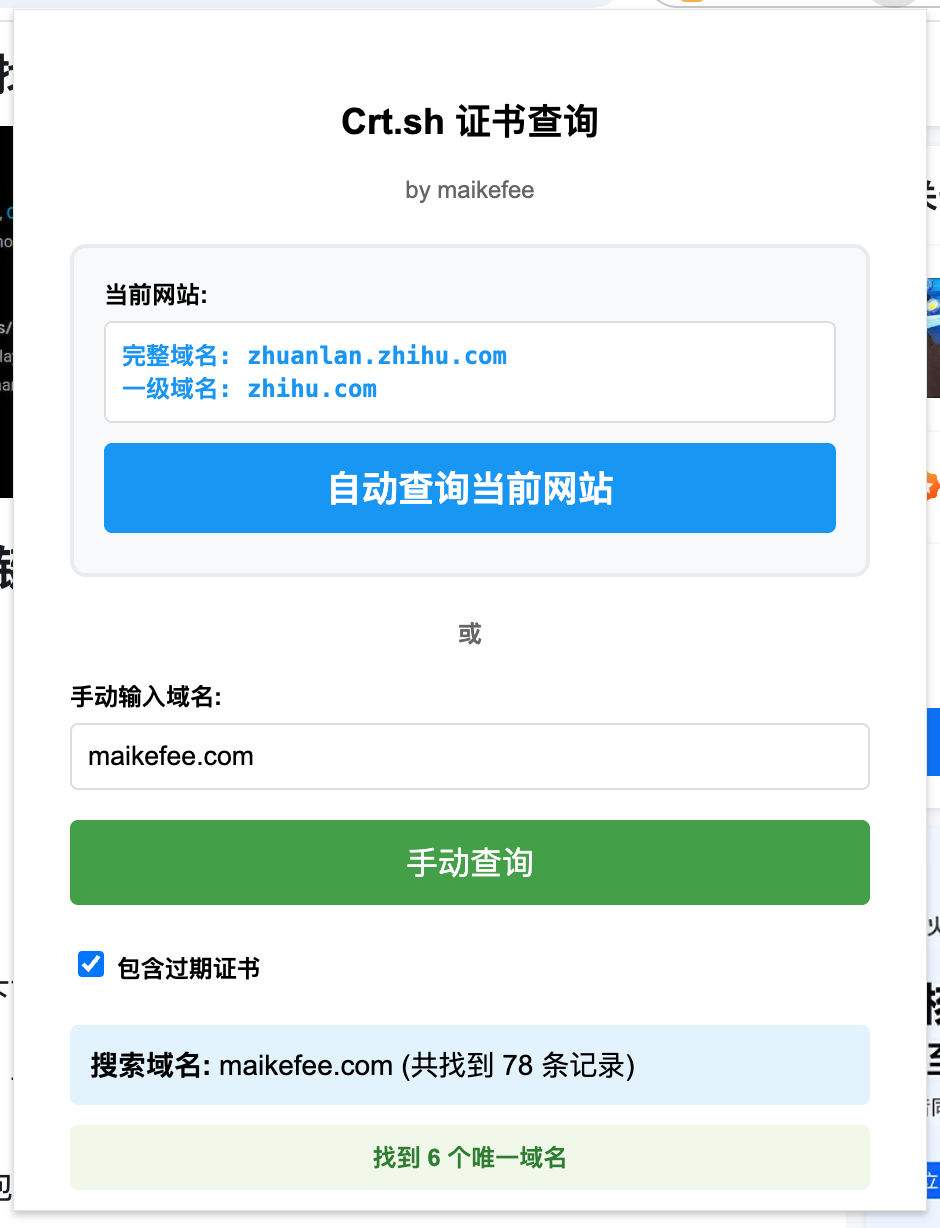 Crt.sh 证书查询
by maikefee
当前网站:
完整域名: zhuanlan.zhihu.com
一级域名: zhihu.com
自动查询当前网站
或
手动输入域名:
maikefee.com
手动查询
包含过期证书
搜索域名: maikefee.com (共找到 78 条记录)
找到 6 个唯一域名